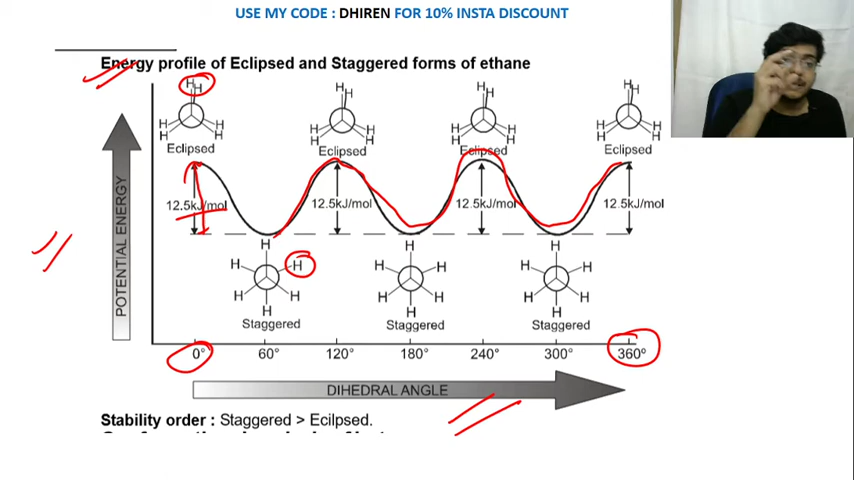 USE MY CODE : DHIREN FOR 10% INSTA DISCOUNT
Energy profile of Eclipsed and Staggered forms of ethane
H H H H
H H H H
H H H H H H H H
H H H H H H H H
Eclipsed Eclipsed Eclipsed Eclipsed
12.5kJ/mol 12.5kJ/mol 12.5kJ/mol 12.5kJ/mol
POTENTIAL ENERGY
H H H
H H H H H H
H H H H H H
H H H
Staggered Staggered Staggered
0° 60° 120° 180° 240° 300° 360°
DIHEDRAL ANGLE
Stability order : Staggered > Ecilpsed.